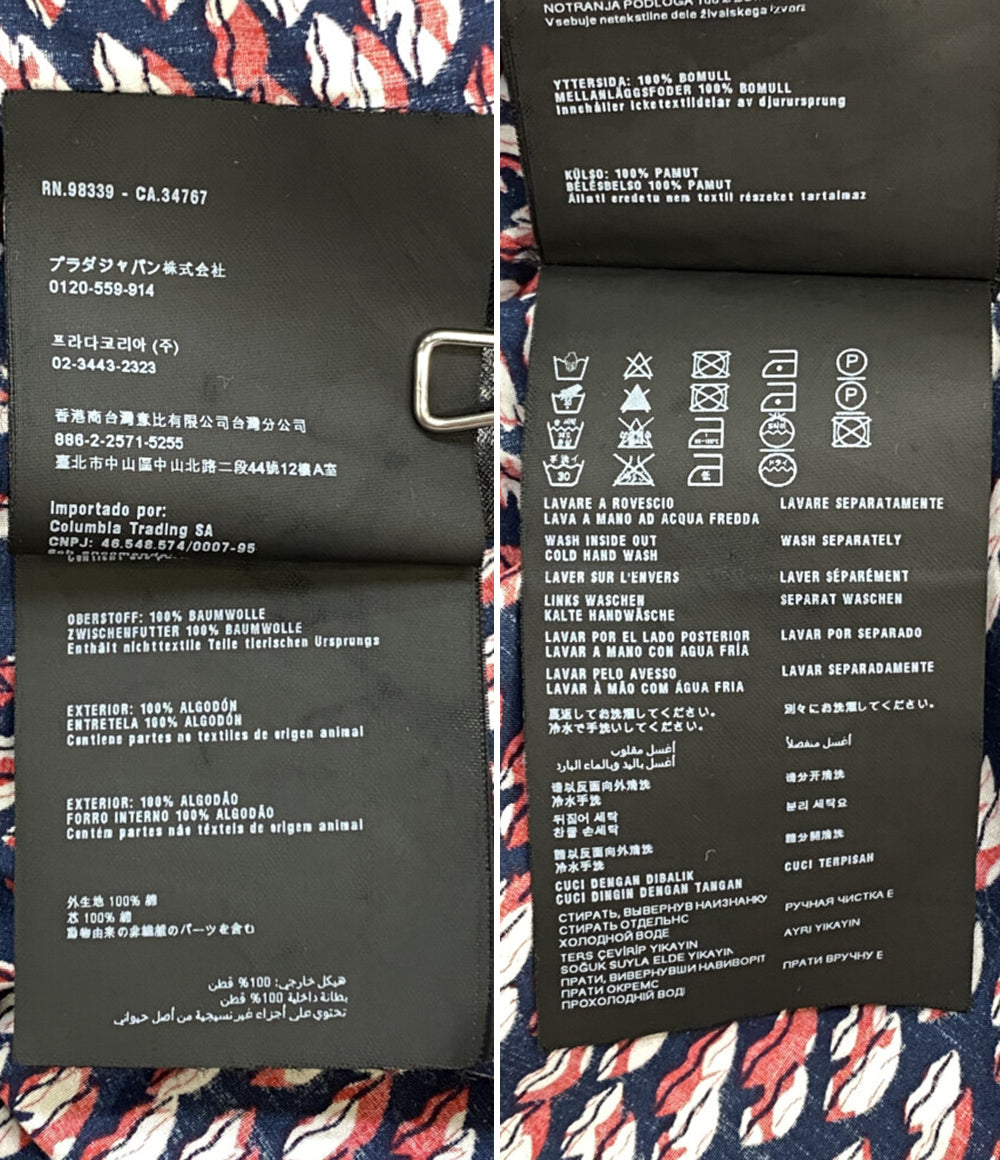 RN.98339 - CA.34767
プラダジャパン株式会社
0120-559-914
프라다코리아 (주)
02-3443-2323
香港商台灣意比有限公司台灣分公司
886-2-2571-5255
臺北市中山區中山北路二段44號12樓A室
Importado por:
Columbia Trading SA
CNPJ: 46.548.574/0007-95
OBERSTOFF: 100% BAUMWOLLE
ZWISCHENFUTTER 100% BAUMWOLLE
Enthält nichttextile Teile tierischen Ursprungs
EXTERIOR: 100% ALGODÓN
ENTRETELA 100% ALGODÓN
Contiene partes no textiles de origen animal
EXTERIOR: 100% ALGODÃO
FORRO INTERNO 100% ALGODÃO
Contém partes não têxteis de origem animal
外生地 100% 綿
芯 100% 綿
動物由来の非繊維のパーツを含む
هيكل خارجي: 100% قطن
بطانة داخلية 100% قطن
تحتوي على أجزاء غير نسيجية من أصل حيواني
NOTRANJA PODLOGA 100%
Vsebuje netekstilne dele živalskega izvora
YTTERSIDA: 100% BOMULL
MELLANLÄGGSFODER 100% BOMULL
Innehåller icketextildelar av djurursprung
KÜLSO: 100% PAMUT
BÉLÉSBELSO 100% PAMUT
Állati eredetu nem textil részeket tartalmaz
P
P
手洗イ 30 低 ドライ
LAVARE A ROVESCIO LAVARE SEPARATAMENTE
LAVA A MANO AD ACQUA FREDDA
WASH INSIDE OUT WASH SEPARATELY
COLD HAND WASH
LAVER SUR L'ENVERS LAVER SÉPARÉMENT
LINKS WASCHEN SEPARAT WASCHEN
KALTE HANDWÄSCHE
LAVAR POR EL LADO POSTERIOR LAVAR POR SEPARADO
LAVAR A MANO CON AGUA FRÍA
LAVAR PELO AVESSO LAVAR SEPARADAMENTE
LAVAR À MÃO COM ÁGUA FRIA
裏返してお洗濯してください。 別々にお洗濯してください。
冷水で手洗いしてください。
أغسل مقلوب أغسل منفصلاً
أغسل باليد وبالماء البارد
请以反面向外清洗 请分开清洗
冷水手洗
뒤집어 세탁 분리 세탁요
찬물 손세탁
請以反面向外清洗 請分開清洗
冷水手洗
CUCI DENGAN DIBALIK CUCI TERPISAH
CUCI DINGIN DENGAN TANGAN
СТИРАТЬ, ВЫВЕРНУВ НАИЗНАНКУ РУЧНАЯ ЧИСТКА Е
СТИРАТЬ ОТДЕЛЬНС
ХОЛОДНОЙ ВОДЕ
TERS ÇEVİRİP YIKAYIN AYRI YIKAYIN
SOĞUK SUYLA ELDE YIKAYIN
ПРАТИ, ВИВЕРНУВШИ НАВИВОРІТ ПРАТИ ВРУЧНУ Е
ПРАТИ ОКРЕМС
ПРОХОЛОДНІЙ ВОДІ